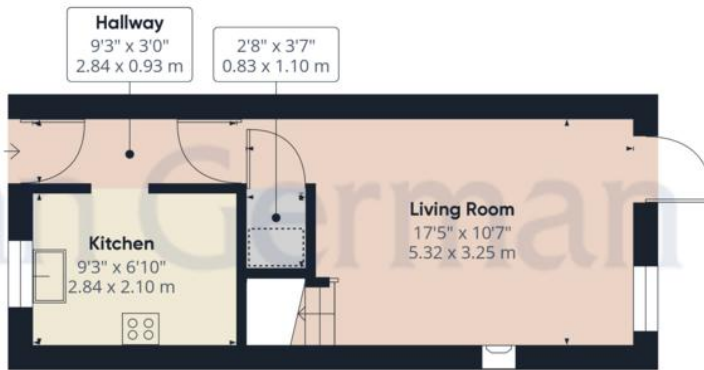 Hallway
9'3" x 3'0"
2.84 x 0.93 m
2'8" x 3'7"
0.83 x 1.10 m
Living Room
17'5" x 10'7"
5.32 x 3.25 m
Kitchen
9'3" x 6'10"
2.84 x 2.10 m
German